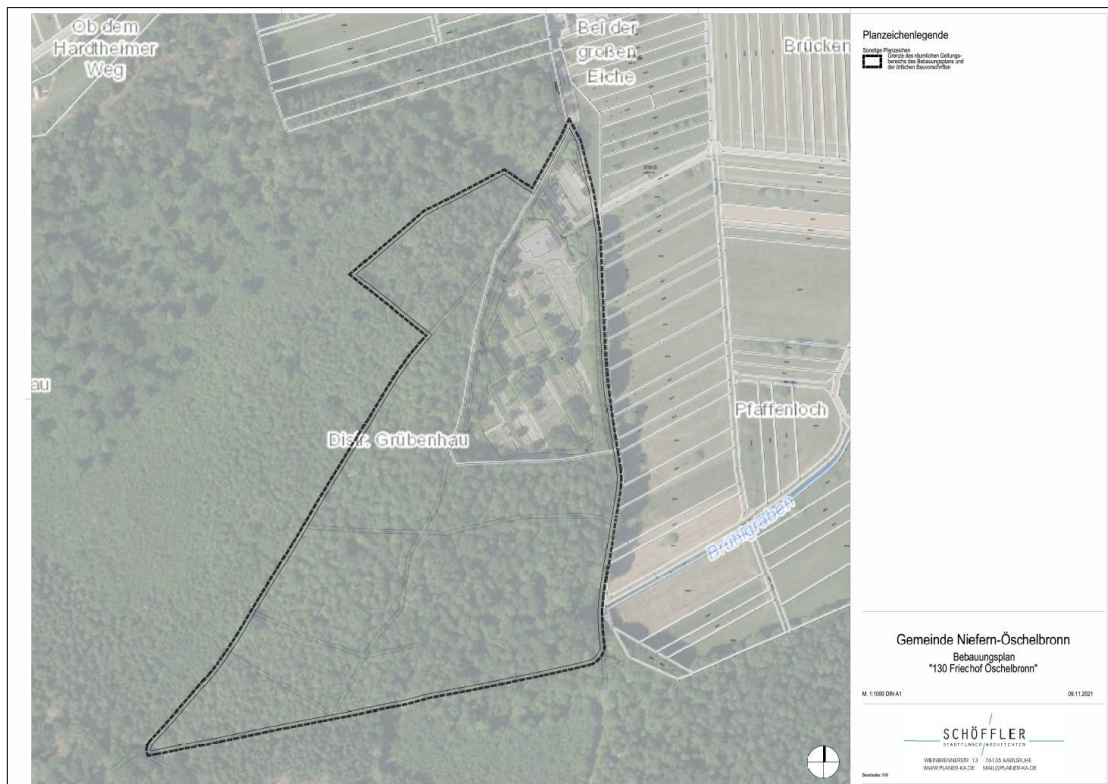 Ob dem
Hardtheimer
Weg
Bei der
großen
Eiche
Brücken
au
Distr. Grübenhau
Pfaffenloch
Brühlgraben
Planzeichenlegende
Sonstige Planzeichen
Grenze des räumlichen Geltungs-
bereichs des Bebauungsplans und
der örtlichen Bauvorschriften
Gemeinde Niefern-Öschelbronn
Bebauungsplan
"130 Friechof Öschelbronn"
M. 1:1000 DIN A1
09.11.2021
SCHÖFFLER
STADTPLANER ARCHITEKTEN
WEINBRENNERSTR. 13 76135 KARLSRUHE
WWW.PLANER-KA.DE MAIL@PLANER-KA.DE